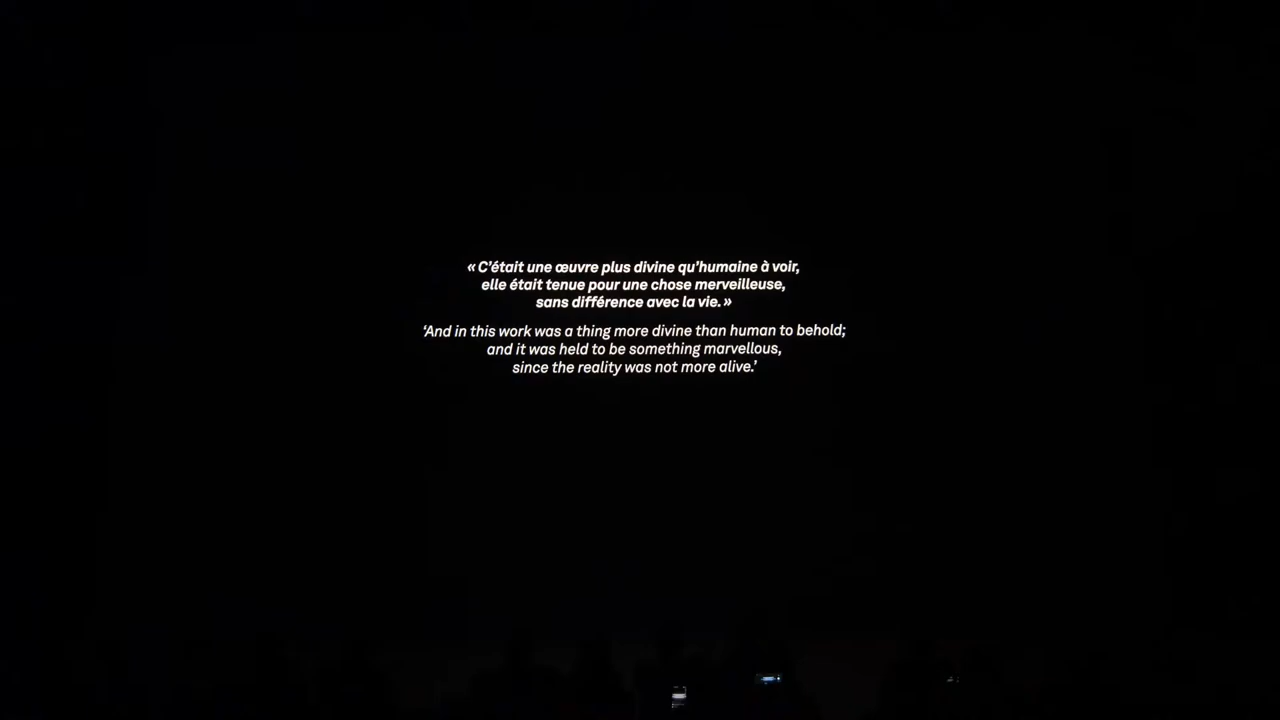 « C'était une œuvre plus divine qu'humaine à voir,
elle était tenue pour une chose merveilleuse,
sans différence avec la vie. »
‘And in this work was a thing more divine than human to behold;
and it was held to be something marvellous,
since the reality was not more alive.’